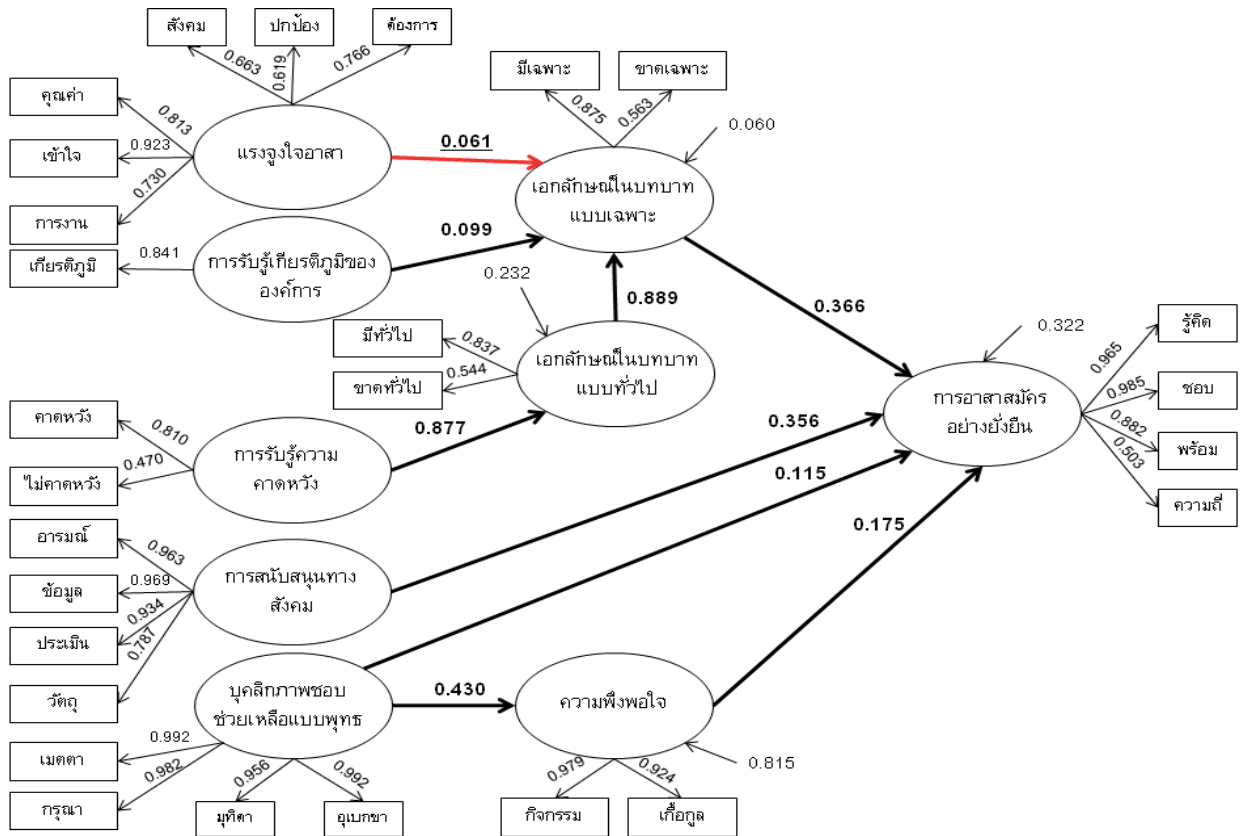 สังคม
ปกป้อง
ต้องการ
0.663
0.619
0.766
มีเฉพาะ
ขาดเฉพาะ
0.875
0.563
0.060
คุณค่า
เข้าใจ
การงาน
0.813
0.923
0.730
แรงจูงใจอาสา
0.061
เอกลักษณ์ในบทบาท
แบบเฉพาะ
เกียรติภูมิ
0.841
การรับรู้เกียรติภูมิของ
องค์การ
0.099
0.232
0.889
0.366
มีทั่วไป
ขาดทั่วไป
0.837
0.544
เอกลักษณ์ในบทบาท
แบบทั่วไป
0.322
รู้คิด
ชอบ
พร้อม
ความถี่
0.965
0.985
0.882
0.503
การอาสาสมัคร
อย่างยั่งยืน
คาดหวัง
ไม่คาดหวัง
0.810
0.470
การรับรู้ความ
คาดหวัง
0.877
0.356
0.115
0.175
อารมณ์
ข้อมูล
ประเมิน
วัตถุ
0.963
0.969
0.934
0.787
การสนับสนุนทาง
สังคม
บุคลิกภาพชอบ
ช่วยเหลือแบบพุทธ
0.430
ความพึงพอใจ
0.815
เมตตา
กรุณา
0.992
0.982
0.956
0.992
มุทิตา
อุเบกขา
0.979
0.924
กิจกรรม
เกื้อกูล